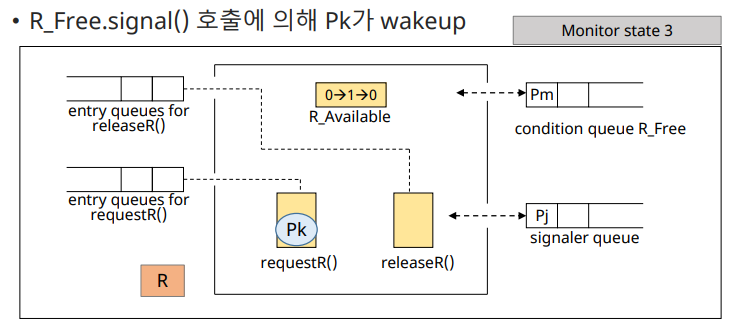 • R_Free.signal() 호출에 의해 Pk가 wakeup
Monitor state 3
entry queues for
releaseR()
0→1→0
R_Available
Pm
condition queue R_Free
entry queues for
requestR()
Pk
requestR()
releaseR()
Pj
signaler queue
R